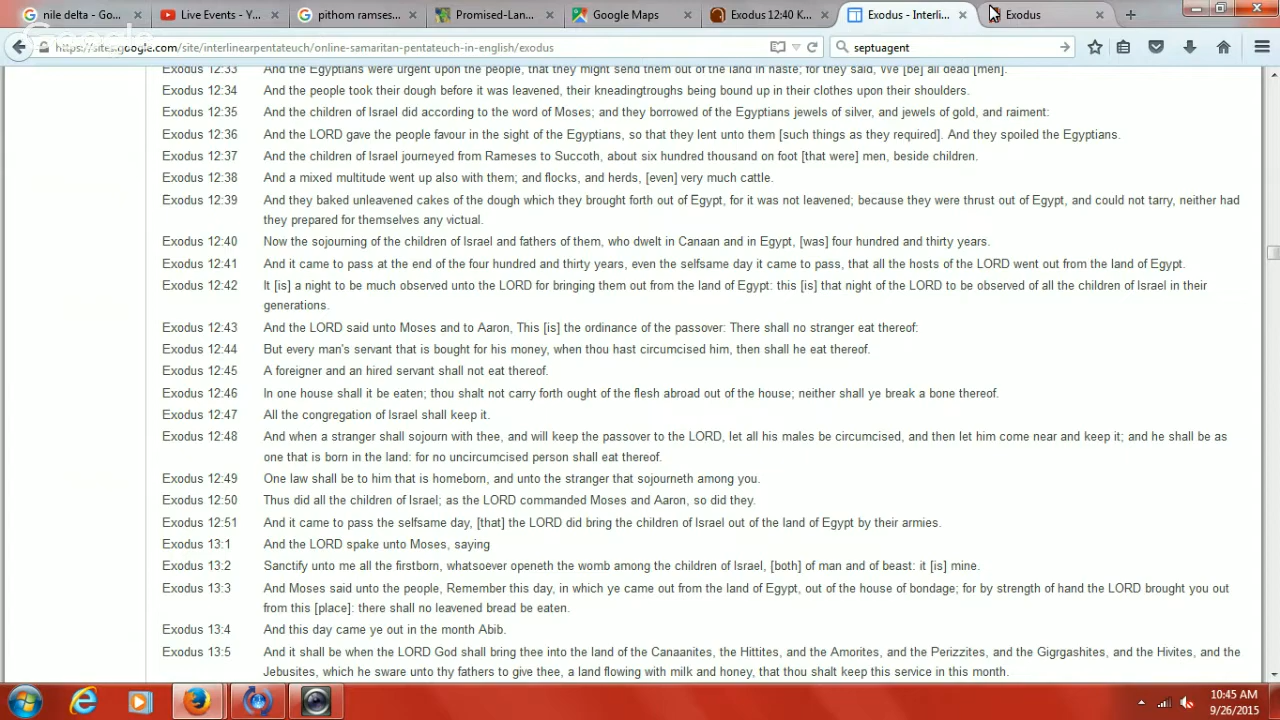 nile delta - Go...
Live Events - Y...
pithom ramses...
Promised-Lan...
Google Maps
Exodus 12:40 K...
Exodus - Interli...
Exodus
Google
https://sites.google.com/site/interlinearpentateuch/online-samaritan-pentateuch-in-english/exodus
septuagent
Exodus 12:33 And the Egyptians were urgent upon the people, that they might send them out of the land in haste; for they said, We [be] all dead [men].
Exodus 12:34 And the people took their dough before it was leavened, their kneadingtroughs being bound up in their clothes upon their shoulders.
Exodus 12:35 And the children of Israel did according to the word of Moses; and they borrowed of the Egyptians jewels of silver, and jewels of gold, and raiment:
Exodus 12:36 And the LORD gave the people favour in the sight of the Egyptians, so that they lent unto them [such things as they required]. And they spoiled the Egyptians.
Exodus 12:37 And the children of Israel journeyed from Rameses to Succoth, about six hundred thousand on foot [that were] men, beside children.
Exodus 12:38 And a mixed multitude went up also with them; and flocks, and herds, [even] very much cattle.
Exodus 12:39 And they baked unleavened cakes of the dough which they brought forth out of Egypt, for it was not leavened; because they were thrust out of Egypt, and could not tarry, neither had
they prepared for themselves any victual.
Exodus 12:40 Now the sojourning of the children of Israel and fathers of them, who dwelt in Canaan and in Egypt, [was] four hundred and thirty years.
Exodus 12:41 And it came to pass at the end of the four hundred and thirty years, even the selfsame day it came to pass, that all the hosts of the LORD went out from the land of Egypt.
Exodus 12:42 It [is] a night to be much observed unto the LORD for bringing them out from the land of Egypt: this [is] that night of the LORD to be observed of all the children of Israel in their
generations.
Exodus 12:43 And the LORD said unto Moses and to Aaron, This [is] the ordinance of the passover: There shall no stranger eat thereof:
Exodus 12:44 But every man's servant that is bought for his money, when thou hast circumcised him, then shall he eat thereof.
Exodus 12:45 A foreigner and an hired servant shall not eat thereof.
Exodus 12:46 In one house shall it be eaten; thou shalt not carry forth ought of the flesh abroad out of the house; neither shall ye break a bone thereof.
Exodus 12:47 All the congregation of Israel shall keep it.
Exodus 12:48 And when a stranger shall sojourn with thee, and will keep the passover to the LORD, let all his males be circumcised, and then let him come near and keep it; and he shall be as
one that is born in the land: for no uncircumcised person shall eat thereof.
Exodus 12:49 One law shall be to him that is homeborn, and unto the stranger that sojourneth among you.
Exodus 12:50 Thus did all the children of Israel; as the LORD commanded Moses and Aaron, so did they.
Exodus 12:51 And it came to pass the selfsame day, [that] the LORD did bring the children of Israel out of the land of Egypt by their armies.
Exodus 13:1 And the LORD spake unto Moses, saying
Exodus 13:2 Sanctify unto me all the firstborn, whatsoever openeth the womb among the children of Israel, [both] of man and of beast: it [is] mine.
Exodus 13:3 And Moses said unto the people, Remember this day, in which ye came out from the land of Egypt, out of the house of bondage; for by strength of hand the LORD brought you out
from this [place]: there shall no leavened bread be eaten.
Exodus 13:4 And this day came ye out in the month Abib.
Exodus 13:5 And it shall be when the LORD God shall bring thee into the land of the Canaanites, the Hittites, and the Amorites, and the Perizzites, and the Gigrgashites, and the Hivites, and the
Jebusites, which he sware unto thy fathers to give thee, a land flowing with milk and honey, that thou shalt keep this service in this month.
10:45 AM
9/26/2015